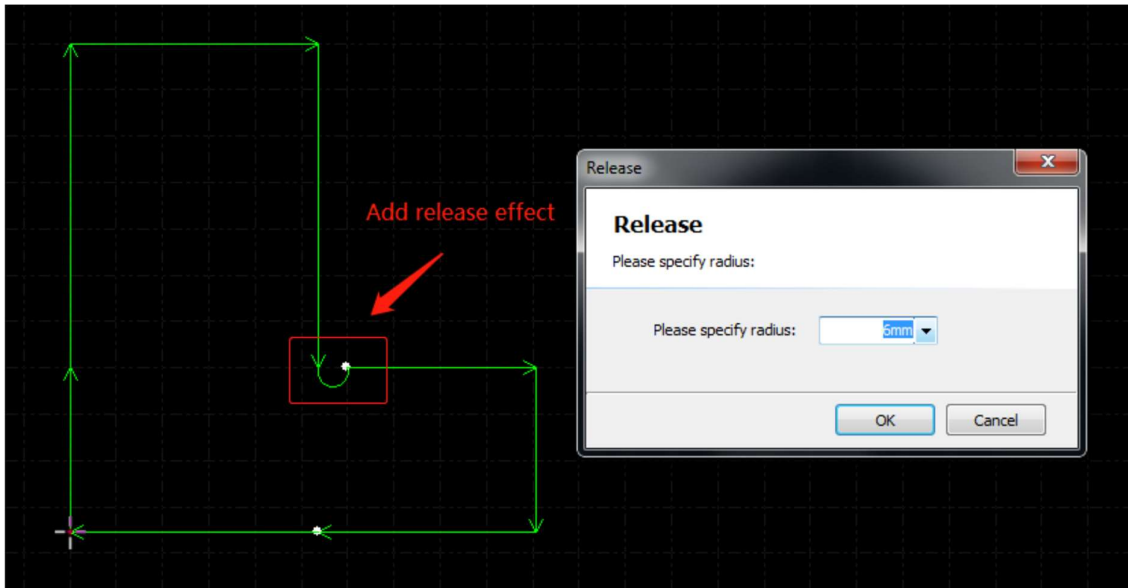 Add release effect
Release
Release
Please specify radius:
Please specify radius: 6mm
OK Cancel